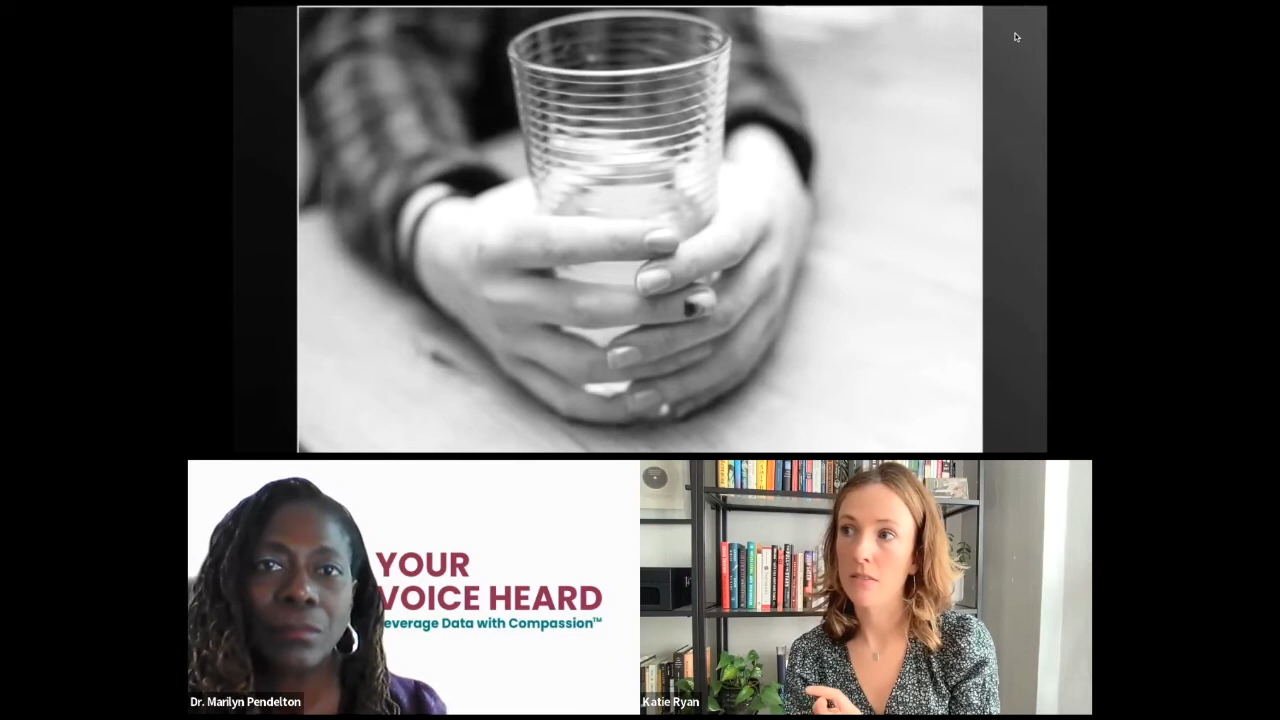 YOUR
VOICE HEARD
everage Data with Compassion™
Dr. Marilyn Pendelton
Katie Ryan